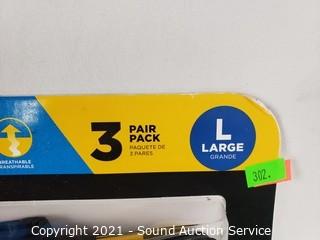 3 PAIR
PACK
PAQUETE DE
3 PARES
L
LARGE
GRANDE
BREATHABLE
TRANSPIRABLE
302.
Copyright 2021 - Sound Auction Service